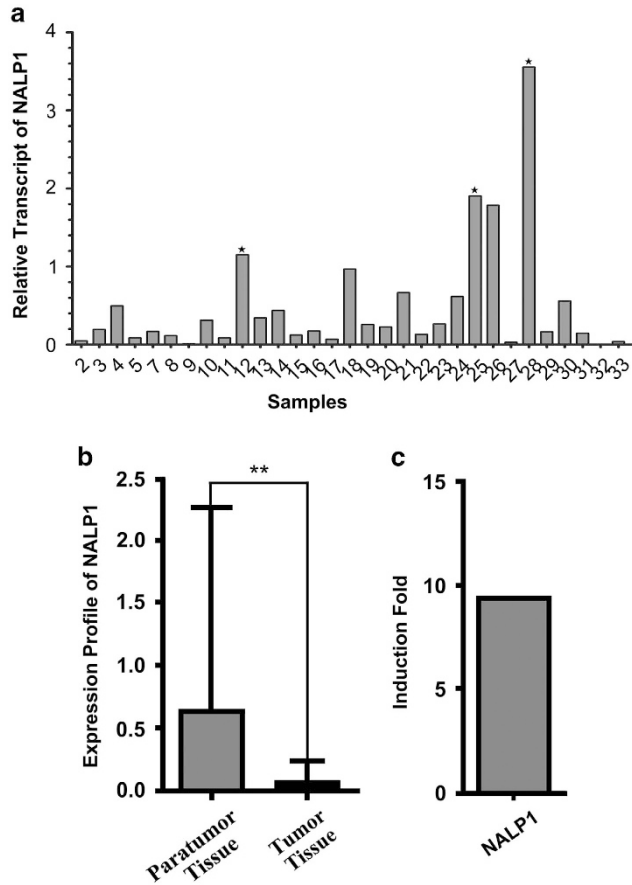 a
Relative Transcript of NALP1
4
3
2
1
0
2 3 4 5 7 8 9 10 11 12 13 14 15 16 17 18 19 20 21 22 23 24 25 26 27 28 29 30 31 32 33
Samples
b
Expression Profile of NALP1
2.5
2.0
1.5
1.0
0.5
0.0
**
Paratumor
Tissue
Tumor
Tissue
c
Induction Fold
15
10
5
0
NALP1